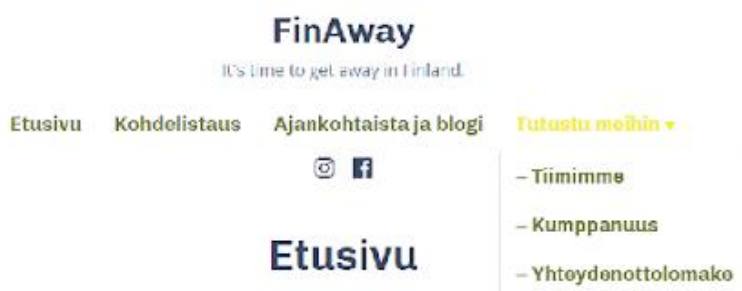 FinAway
It's time to get away in Finland.
Etusivu Kohdelistaus Ajankohtaista ja blogi Tutustu meihin ▾
– Tiimimme
– Kumppanuus
Etusivu
– Yhteydenottolomake